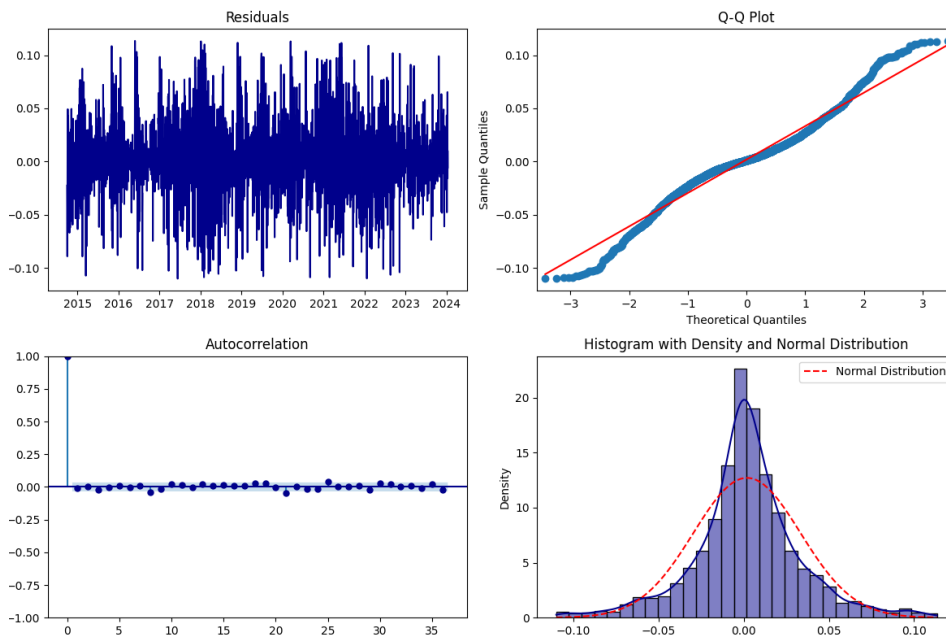 Residuals
0.10
0.05
0.00
−0.05
−0.10
2015 2016 2017 2018 2019 2020 2021 2022 2023 2024
Q-Q Plot
Sample Quantiles
0.10
0.05
0.00
−0.05
−0.10
−3 −2 −1 0 1 2 3
Theoretical Quantiles
Autocorrelation
1.00
0.75
0.50
0.25
0.00
−0.25
−0.50
−0.75
−1.00
0 5 10 15 20 25 30 35
Histogram with Density and Normal Distribution
Normal Distribution
Density
20
15
10
5
0
−0.10 −0.05 0.00 0.05 0.10